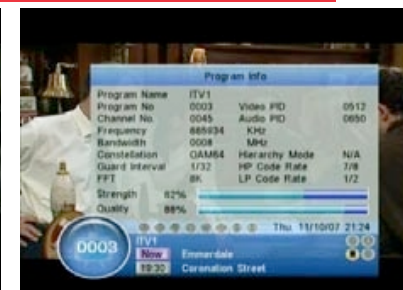 Program Info
Program Name ITV1
Program No 0003 Video PID 0512
Channel No. 0045 Audio PID 0650
Frequency 685834 KHz
Bandwidth 0008 MHz
Constellation QAM64 Hierarchy Mode N/A
Guard Interval 1/32 HP Code Rate 7/8
FFT 8K LP Code Rate 1/2
Strength 62%
Quality 88%
Thu. 11/10/07 21:24
0003
ITV1
Now Emmerdale
19:30 Coronation Street